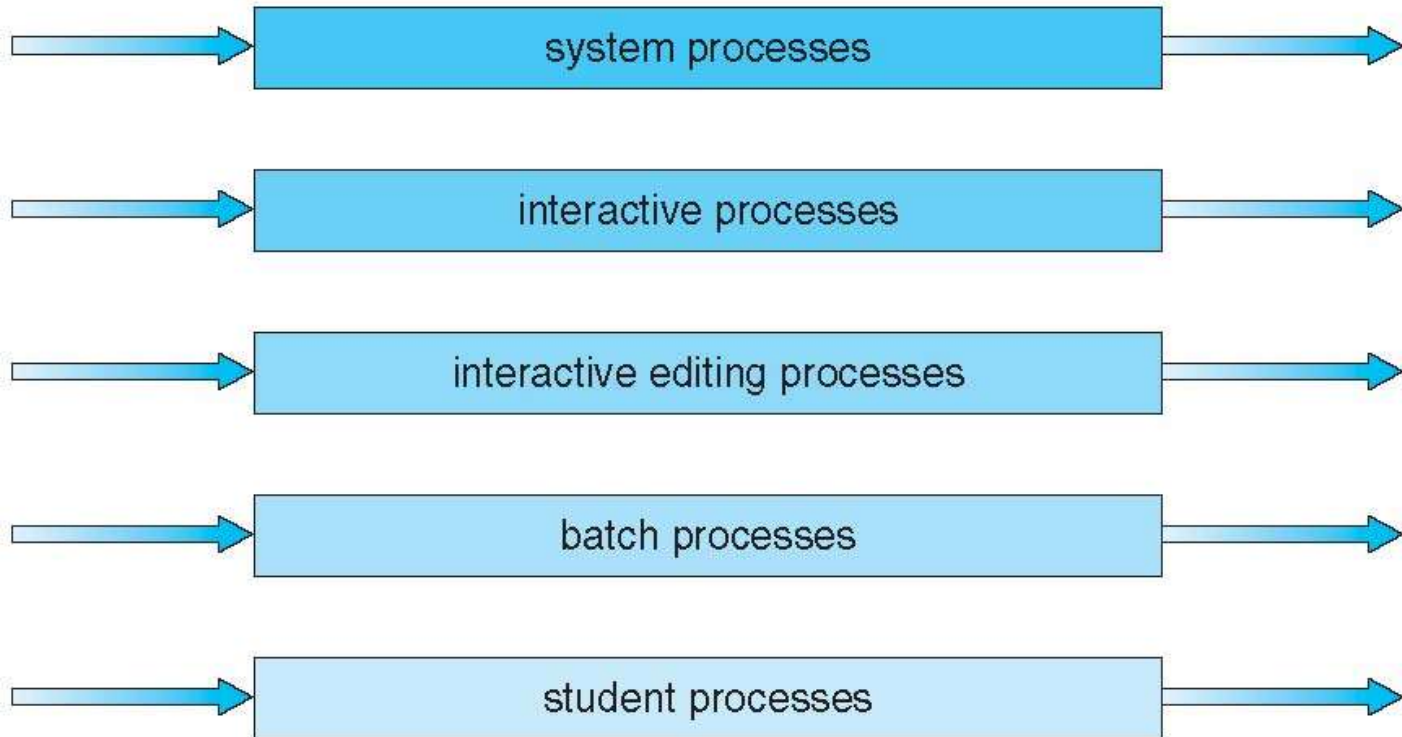 system processes
interactive processes
interactive editing processes
batch processes
student processes